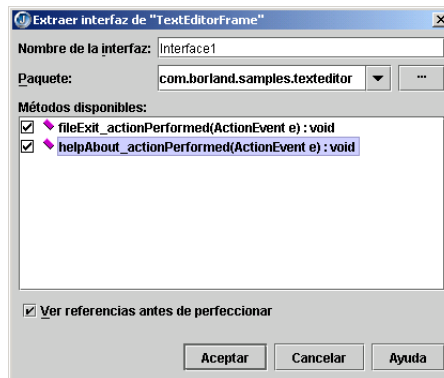 Extraer interfaz de "TextEditorFrame"
Nombre de la interfaz: Interface1
Paquete: com.borland.samples.texteditor ...
Métodos disponibles:
fileExit_actionPerformed(ActionEvent e) : void
helpAbout_actionPerformed(ActionEvent e) : void
Ver referencias antes de perfeccionar
Aceptar Cancelar Ayuda